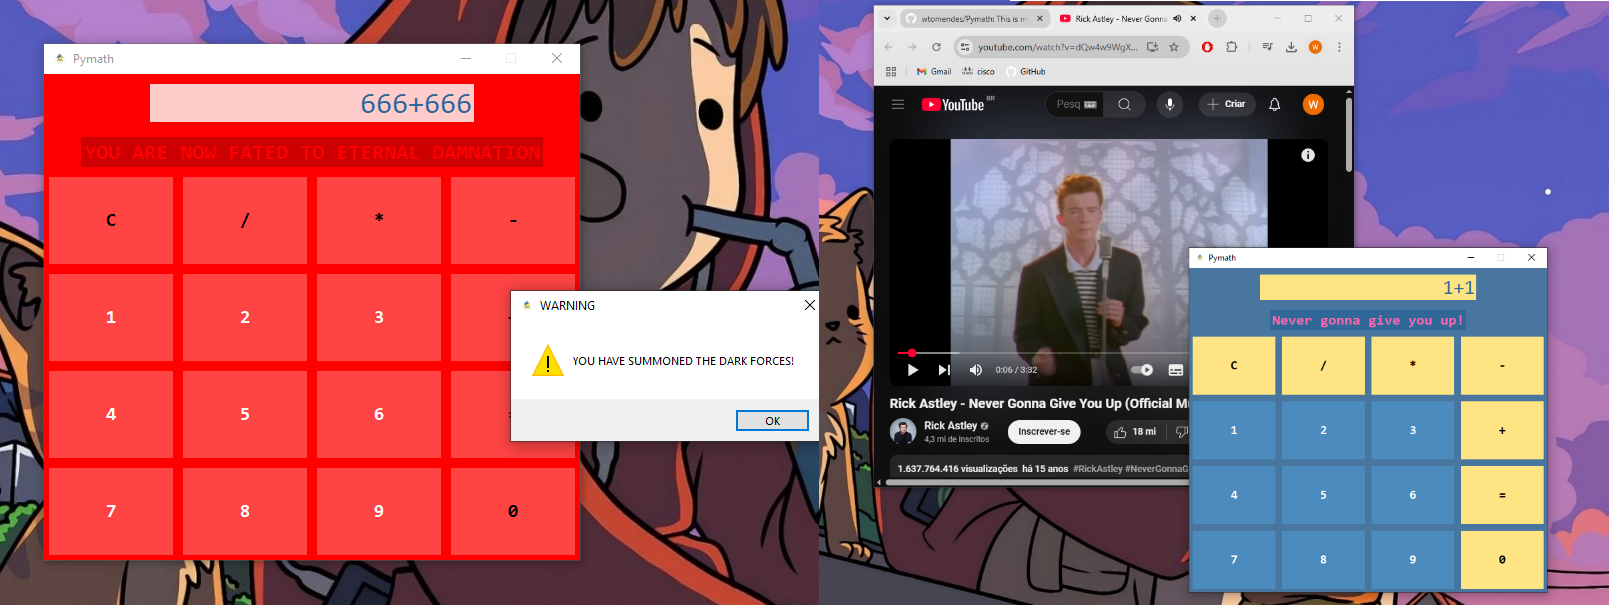 Pymath
666+666
YOU ARE NOW FATED TO ETERNAL DAMNATION
C / * -
1 2 3
4 5 6
7 8 9 0
WARNING
YOU HAVE SUMMONED THE DARK FORCES!
OK
wtomendes/Pymath: This is m
Rick Astley - Never Gonna
youtube.com/watch?v=dQw4w9WgX...
W
Gmail cisco GitHub
YouTube BR
Pesq
Criar
W
0:06 / 3:32
Rick Astley - Never Gonna Give You Up (Official M
Rick Astley
4,3 mi de inscritos
Inscrever-se
18 mi
1.637.764.416 visualizações há 15 anos #RickAstley #NeverGonnaG
Pymath
1+1
Never gonna give you up!
C / * -
1 2 3 +
4 5 6 =
7 8 9 0